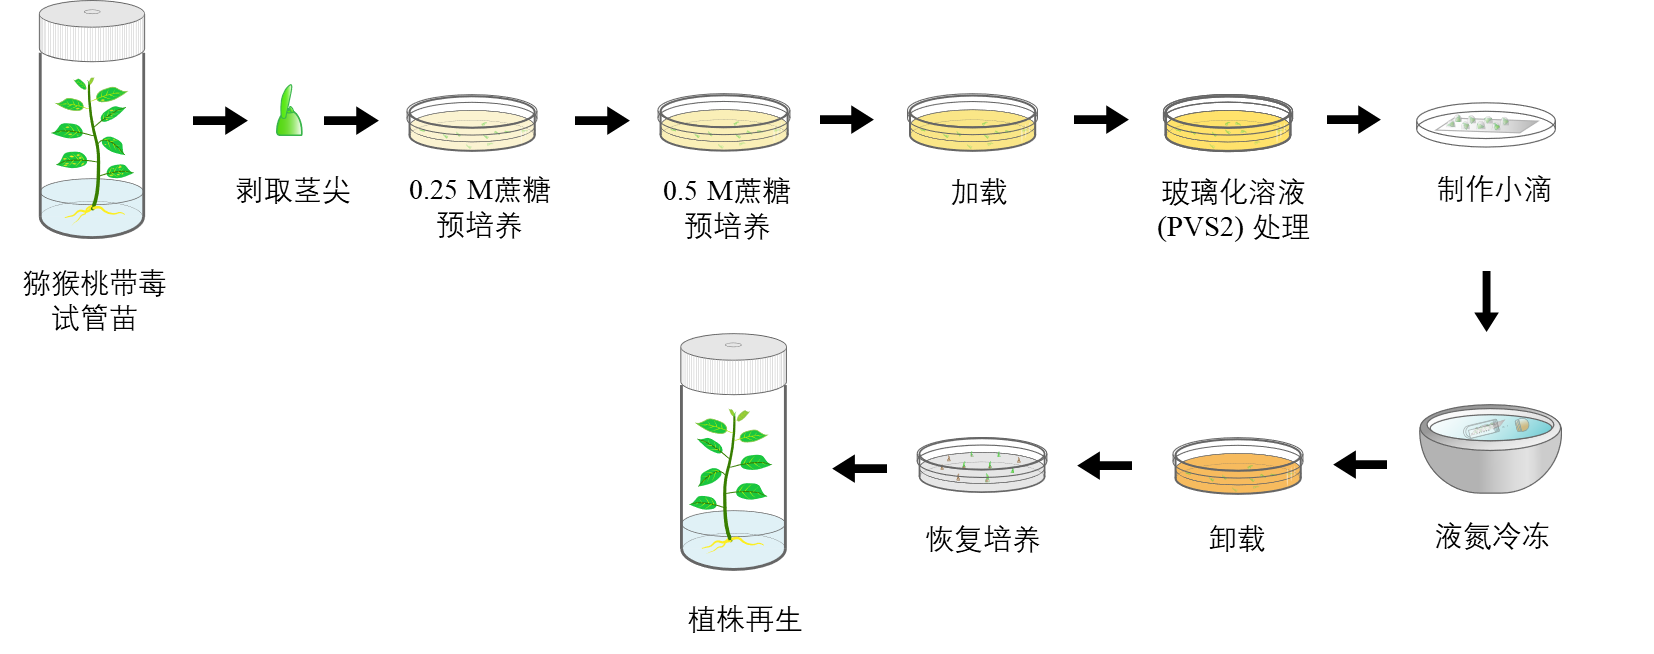 猕猴桃带毒
试管苗
剥取茎尖
0.25 M蔗糖
预培养
0.5 M蔗糖
预培养
加载
玻璃化溶液
(PVS2) 处理
制作小滴
液氮冷冻
卸载
恢复培养
植株再生